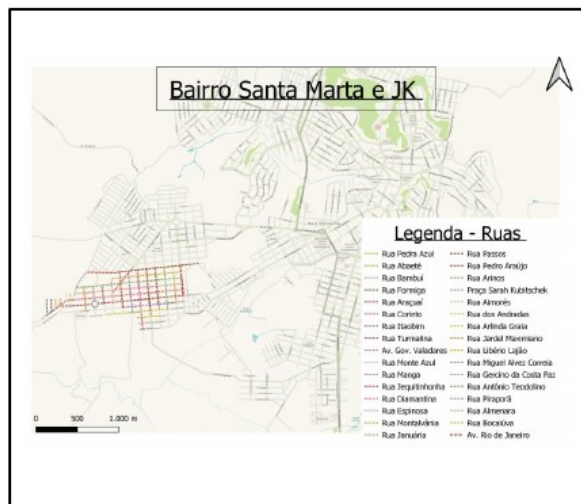 Bairro Santa Marta e JK
Legenda - Ruas
Rua Pedra Azul
Rua Abaeté
Rua Bambuí
Rua Formiga
Rua Araçuaí
Rua Corinto
Rua Itaobim
Rua Turmalina
Av. Gov. Valadares
Rua Monte Azul
Rua Manga
Rua Jequitinhonha
Rua Diamantina
Rua Espinosa
Rua Montalvânia
Rua Januária
Rua Passos
Rua Pedro Araújo
Rua Arinos
Praça Sarah Kubitschek
Rua Aimorés
Rua dos Andradas
Rua Arlinda Graia
Rua Jardel Maximiano
Rua Libério Lajão
Rua Miguel Alvez Correia
Rua Gercino da Costa Paz
Rua Antônio Teodolino
Rua Piraporã
Rua Almenara
Rua Bocaiúva
Av. Rio de Janeiro
0 500 1.000 m